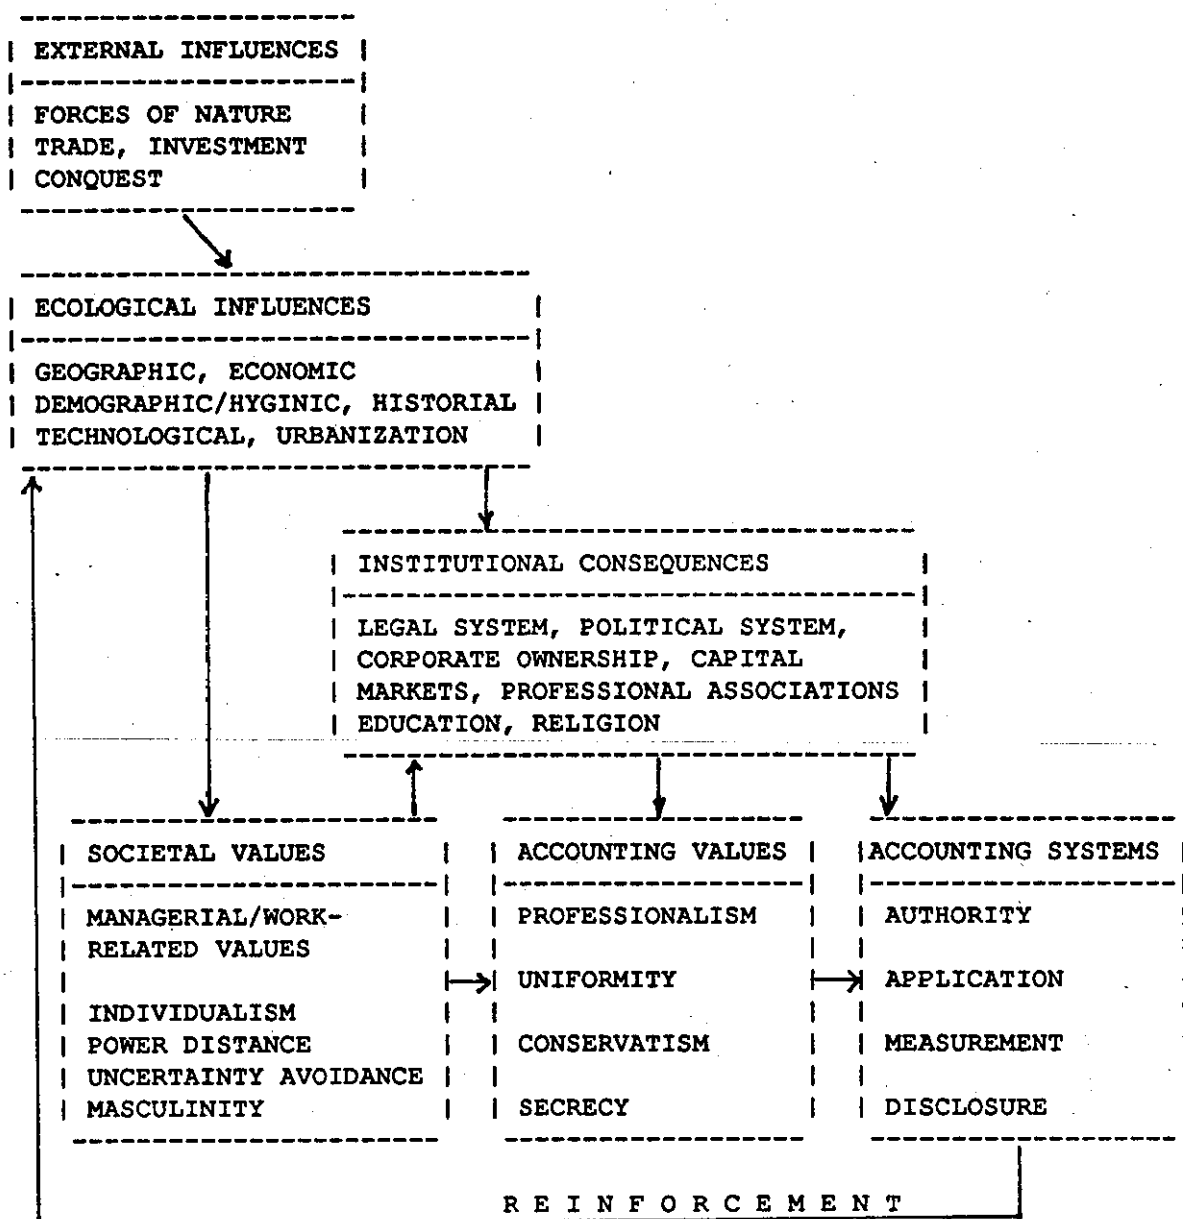 EXTERNAL INFLUENCES
FORCES OF NATURE
TRADE, INVESTMENT
CONQUEST
ECOLOGICAL INFLUENCES
GEOGRAPHIC, ECONOMIC
DEMOGRAPHIC/HYGINIC, HISTORIAL
TECHNOLOGICAL, URBANIZATION
INSTITUTIONAL CONSEQUENCES
LEGAL SYSTEM, POLITICAL SYSTEM,
CORPORATE OWNERSHIP, CAPITAL
MARKETS, PROFESSIONAL ASSOCIATIONS
EDUCATION, RELIGION
SOCIETAL VALUES
MANAGERIAL/WORK-
RELATED VALUES
INDIVIDUALISM
POWER DISTANCE
UNCERTAINTY AVOIDANCE
MASCULINITY
ACCOUNTING VALUES
PROFESSIONALISM
UNIFORMITY
CONSERVATISM
SECRECY
ACCOUNTING SYSTEMS
AUTHORITY
APPLICATION
MEASUREMENT
DISCLOSURE
REINFORCEMENT